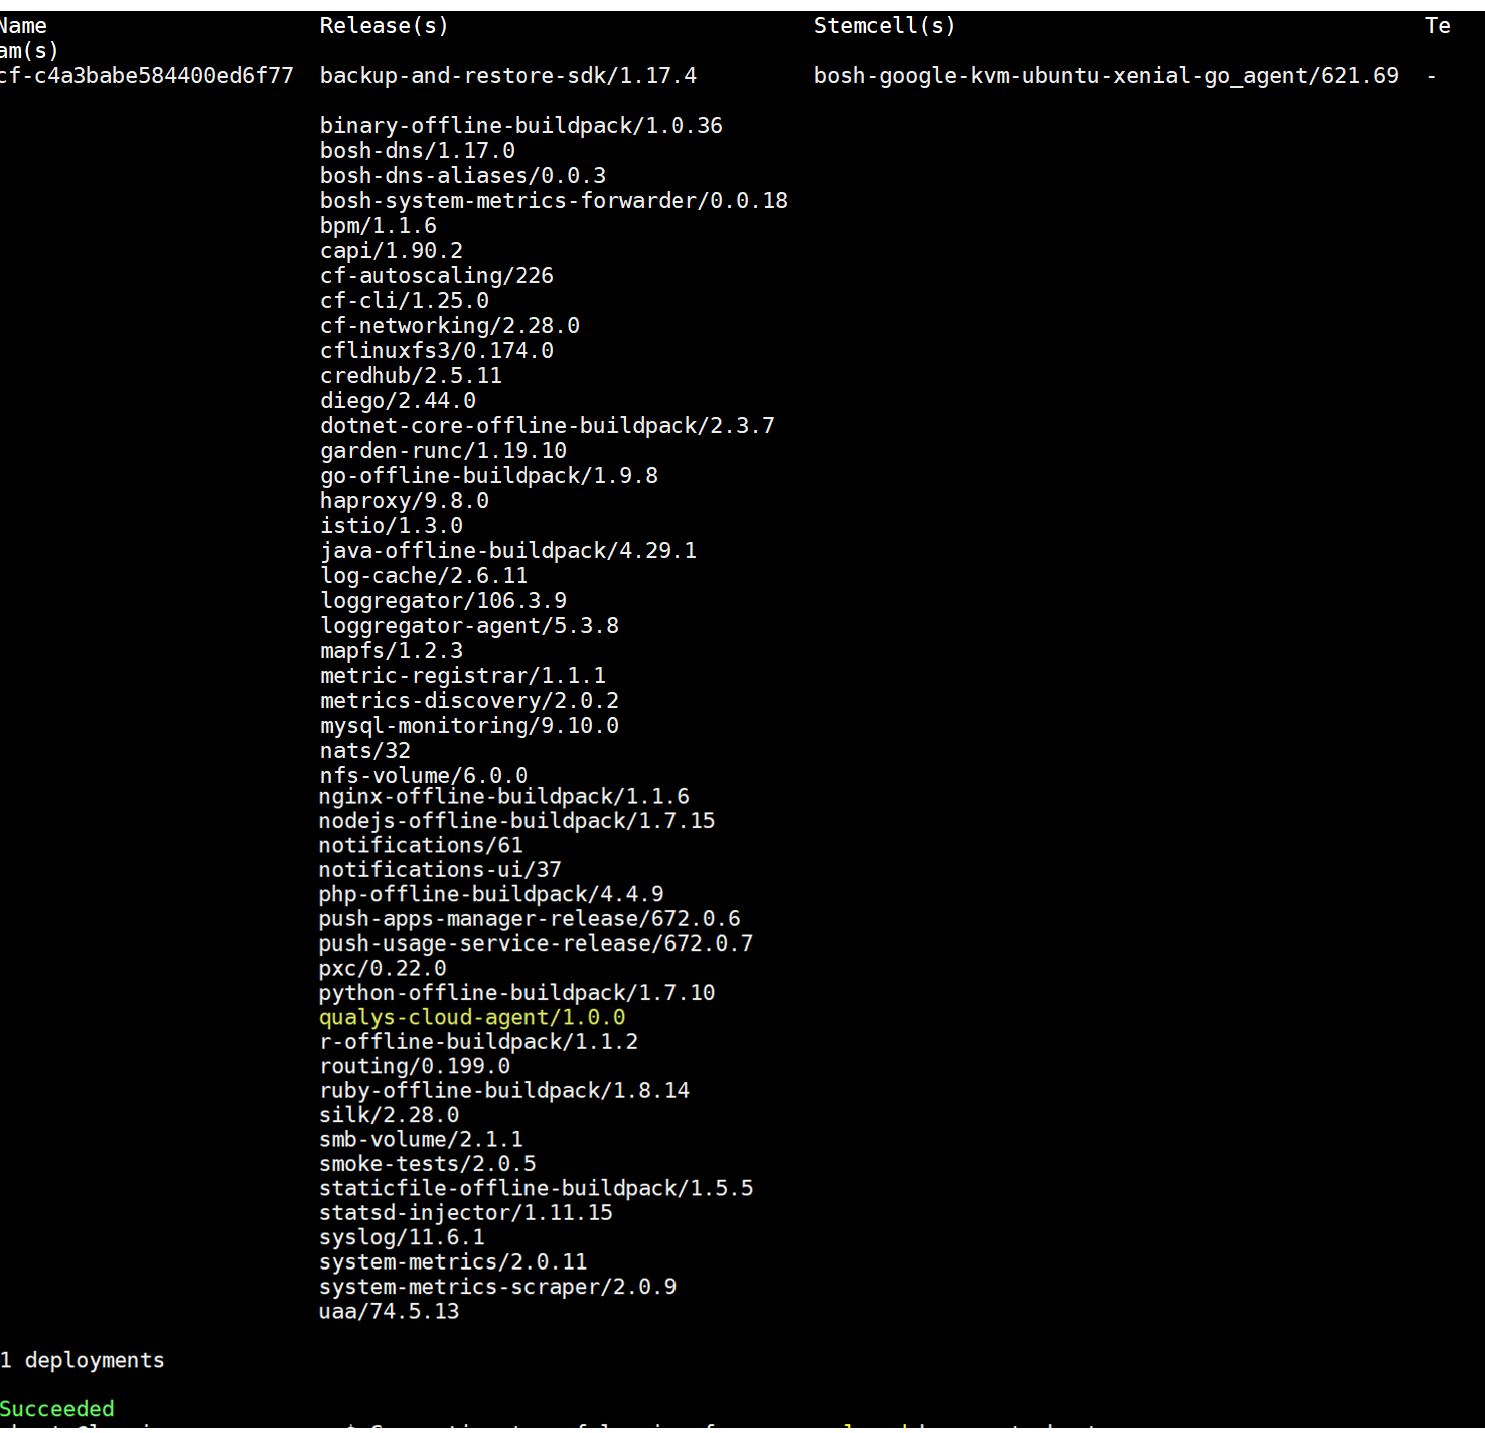 Name Release(s) Stemcell(s) Te
am(s)
cf-c4a3babe584400ed6f77 backup-and-restore-sdk/1.17.4 bosh-google-kvm-ubuntu-xenial-go_agent/621.69 -
binary-offline-buildpack/1.0.36
bosh-dns/1.17.0
bosh-dns-aliases/0.0.3
bosh-system-metrics-forwarder/0.0.18
bpm/1.1.6
capi/1.90.2
cf-autoscaling/226
cf-cli/1.25.0
cf-networking/2.28.0
cflinuxfs3/0.174.0
credhub/2.5.11
diego/2.44.0
dotnet-core-offline-buildpack/2.3.7
garden-runc/1.19.10
go-offline-buildpack/1.9.8
haproxy/9.8.0
istio/1.3.0
java-offline-buildpack/4.29.1
log-cache/2.6.11
loggregator/106.3.9
loggregator-agent/5.3.8
mapfs/1.2.3
metric-registrar/1.1.1
metrics-discovery/2.0.2
mysql-monitoring/9.10.0
nats/32
nfs-volume/6.0.0
nginx-offline-buildpack/1.1.6
nodejs-offline-buildpack/1.7.15
notifications/61
notifications-ui/37
php-offline-buildpack/4.4.9
push-apps-manager-release/672.0.6
push-usage-service-release/672.0.7
pxc/0.22.0
python-offline-buildpack/1.7.10
qualys-cloud-agent/1.0.0
r-offline-buildpack/1.1.2
routing/0.199.0
ruby-offline-buildpack/1.8.14
silk/2.28.0
smb-volume/2.1.1
smoke-tests/2.0.5
staticfile-offline-buildpack/1.5.5
statsd-injector/1.11.15
syslog/11.6.1
system-metrics/2.0.11
system-metrics-scraper/2.0.9
uaa/74.5.13
1 deployments
Succeeded